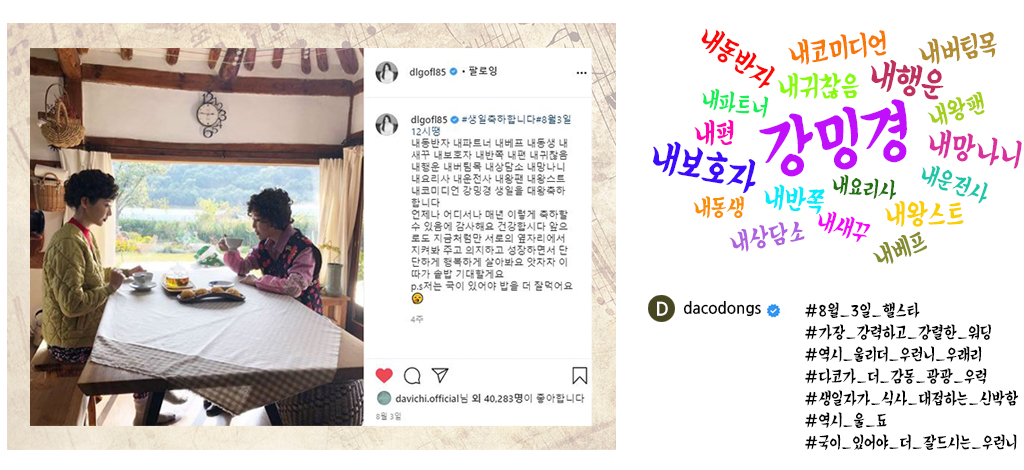 dlgofl85 • 팔로잉
dlgofl85 #생일축하합니다#8월3일
12시땡
내동반자 내파트너 내베프 내동생 내
새꾸 내보호자 내반쪽 내편 내귀찮음
내행운 내버팀목 내상담소 내망나니
내요리사 내운전사 내왕팬 내왕스트
내코미디언 강밍경 생일을 대왕축하
합니다
언제나 어디서나 매년 이렇게 축하할
수 있음에 감사해요 건강합시다 앞으
로도 지금처럼만 서로의 옆자리에서
지켜봐 주고 의지하고 성장하면서 단
단하게 행복하게 살아봐요 앗자차 이
따가 솥밥 기대할게요
p.s저는 국이 있어야 밥을 더 잘먹어요
4주
davichi.official님 외 40,283명이 좋아합니다
8월 3일
내동반자
내코미디언
내버팀목
내파트너
내귀찮음
내행운
내왕팬
내편
강밍경
내망나니
내보호자
내반쪽
내요리사
내운전사
내동생
내왕스트
내상담소
내새꾸
내베프
D dacodongs
#8월_3일_핼스타
#가장_강력하고_강렬한_워딩
#역시_울리더_우런니_우래리
#다코가_더_감동_광광_우럭
#생일자가_식사_대접하는_신박함
#역시_울_됴
#국이_있어야_더_잘드시는_우런니